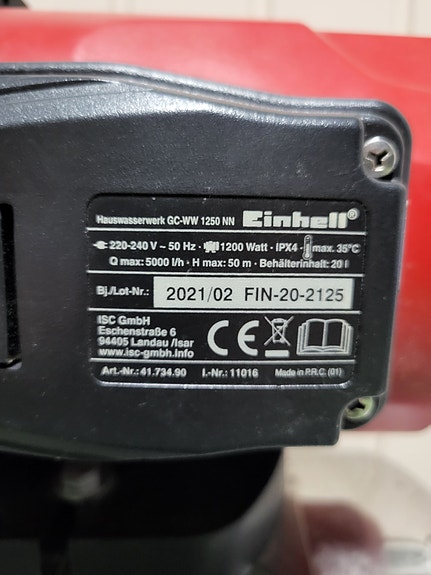 Hauswasserwerk GC-WW 1250 NN Einhell®
220-240 V ~ 50 Hz · 1200 Watt · IPX4 · max. 35°C
Q max: 5000 l/h · H max: 50 m · Behälterinhalt: 20 l
Bj./Lot-Nr.: 2021/02 FIN-20-2125
ISC GmbH
Eschenstraße 6
94405 Landau /Isar
www.isc-gmbh.info
CE
Art.-Nr.: 41.734.90 I.-Nr.: 11016 Made in P.R.C. (01)